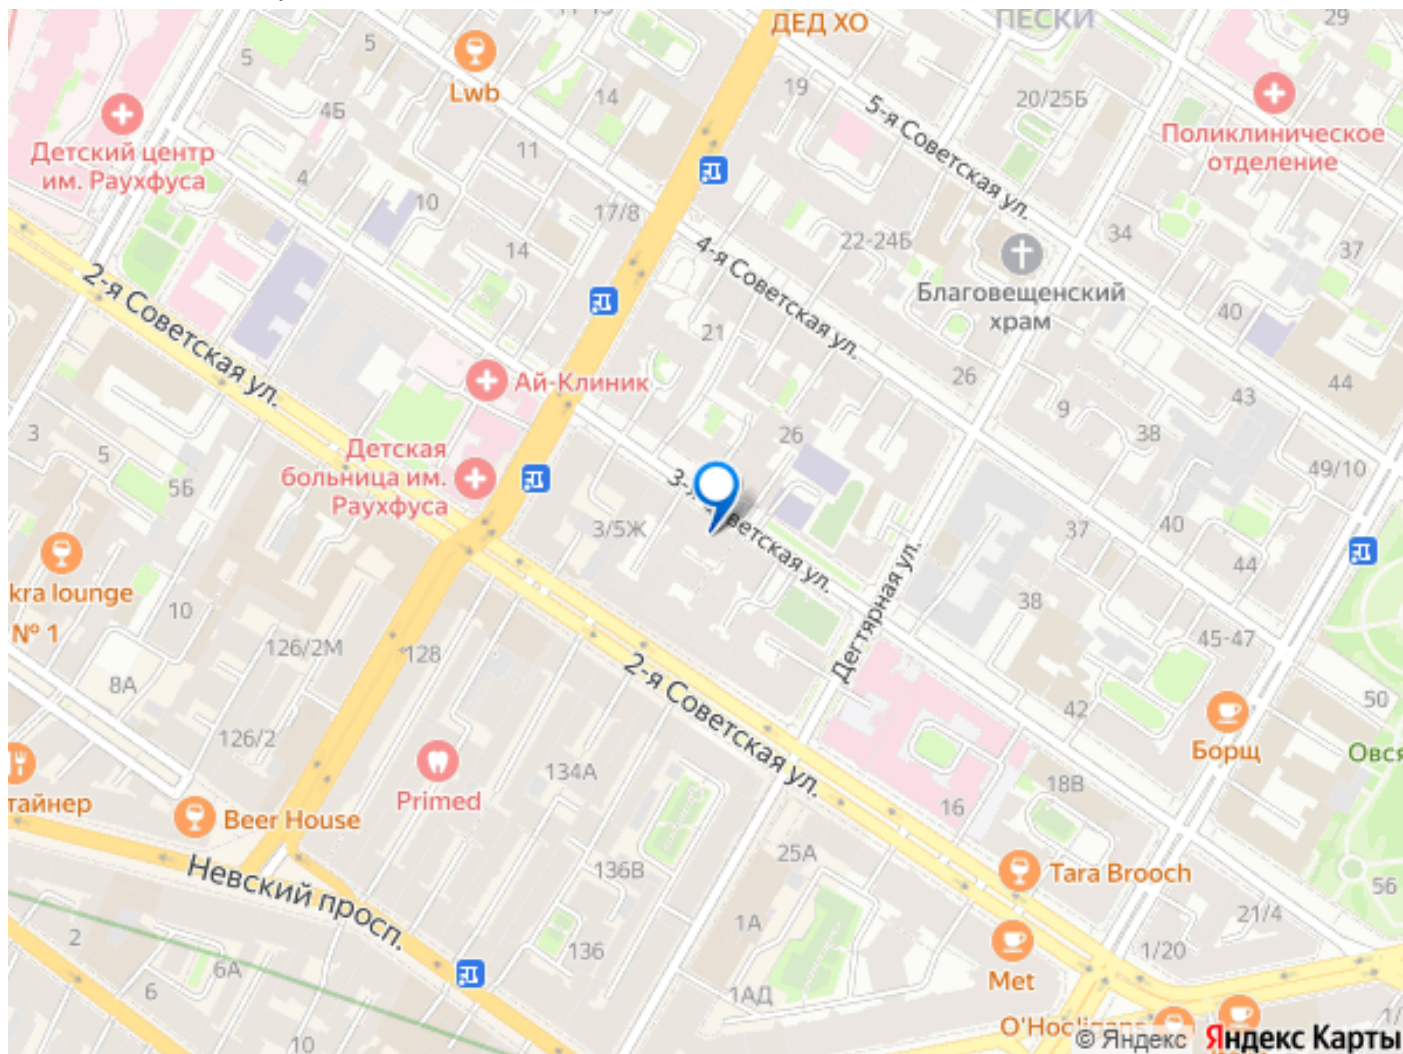 11-13
ДЕД ХО
ПЕСКИ
29
5
5
Lwb
14
19
20/25Б
Поликлиническое
отделение
4Б
Детский центр
им. Раухфуса
11
5-я Советская ул.
4
10
17/8
14
22-24Б
34
37
4-я Советская ул.
Благовещенский
храм
2-я Советская ул.
21
40
Ай-Клиник
26
44
43
9
3
5
Детская
больница им.
Раухфуса
26
38
49/10
5Б
3/5Ж
37
40
44
kra lounge
№ 1
10
Дегтярная ул.
38
45-47
126/2М
128
2-я Советская ул.
8А
42
50
126/2
Борщ
Овся
134А
18В
тайнер
Primed
16
Beer House
25А
Tara Brooch
136В
Невский просп.
56
21/4
1А
2
136
1/20
6А
Met
6
1АД
10
1/
© Яндекс Яндекс Карты